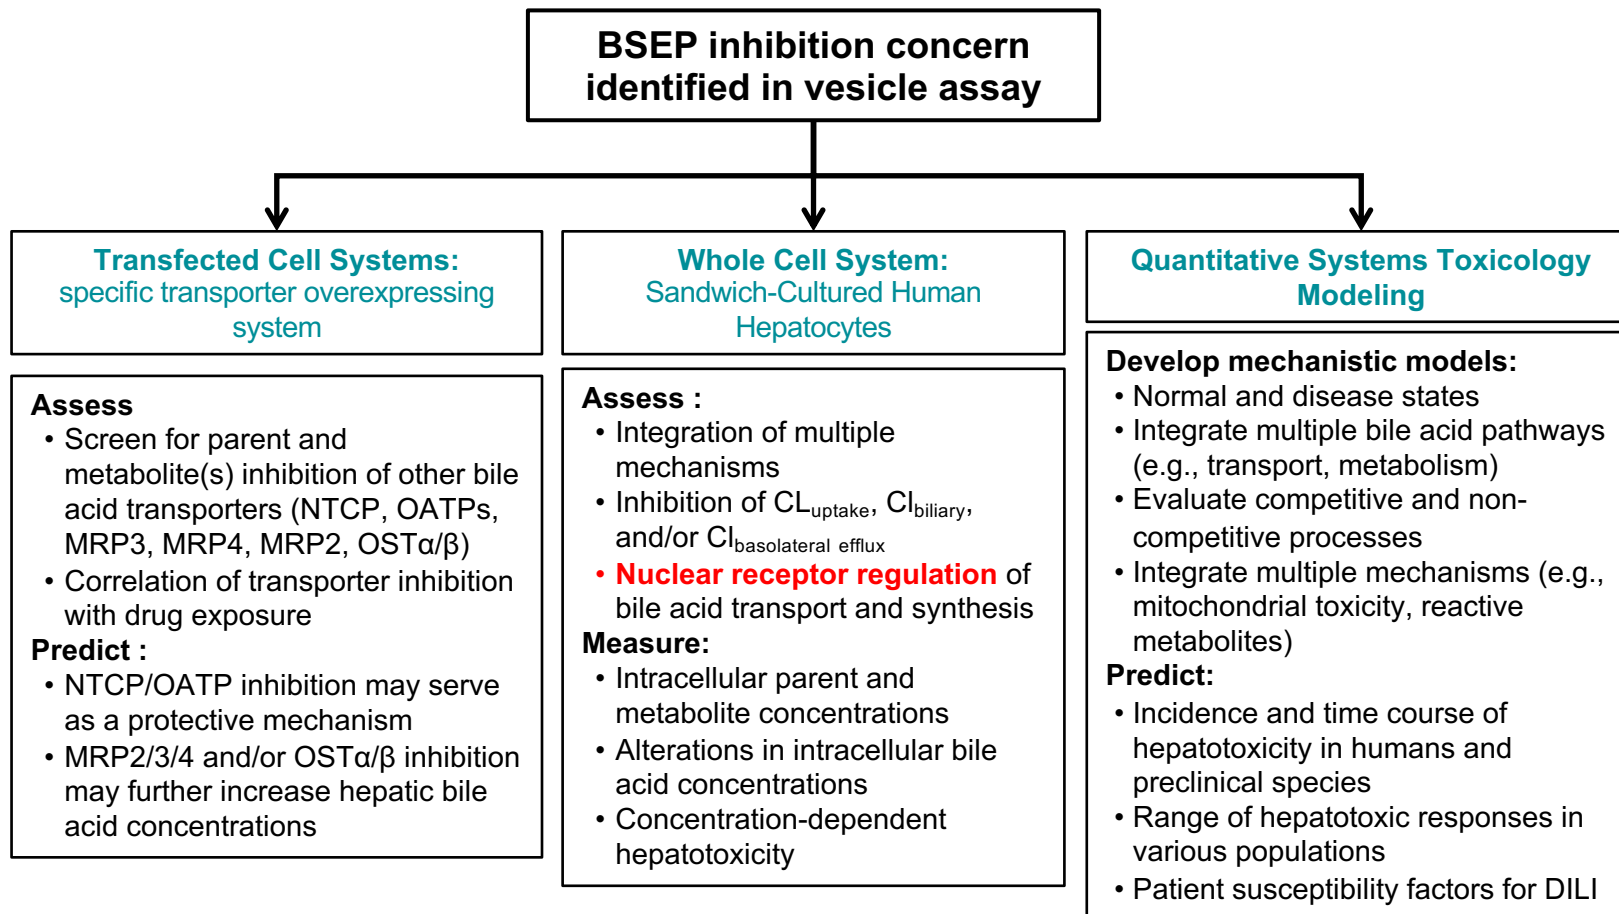 BSEP inhibition concern
identified in vesicle assay
Transfected Cell Systems:
specific transporter overexpressing
system
Assess
• Screen for parent and
metabolite(s) inhibition of other bile
acid transporters (NTCP, OATPs,
MRP3, MRP4, MRP2, OSTα/β)
• Correlation of transporter inhibition
with drug exposure
Predict :
• NTCP/OATP inhibition may serve
as a protective mechanism
• MRP2/3/4 and/or OSTα/β inhibition
may further increase hepatic bile
acid concentrations
Whole Cell System:
Sandwich-Cultured Human
Hepatocytes
Assess :
• Integration of multiple
mechanisms
• Inhibition of CLuptake, Clbiliary,
and/or Clbasolateral efflux
• Nuclear receptor regulation of
bile acid transport and synthesis
Measure:
• Intracellular parent and
metabolite concentrations
• Alterations in intracellular bile
acid concentrations
• Concentration-dependent
hepatotoxicity
Quantitative Systems Toxicology
Modeling
Develop mechanistic models:
• Normal and disease states
• Integrate multiple bile acid pathways
(e.g., transport, metabolism)
• Evaluate competitive and non-
competitive processes
• Integrate multiple mechanisms (e.g.,
mitochondrial toxicity, reactive
metabolites)
Predict:
• Incidence and time course of
hepatotoxicity in humans and
preclinical species
• Range of hepatotoxic responses in
various populations
• Patient susceptibility factors for DILI